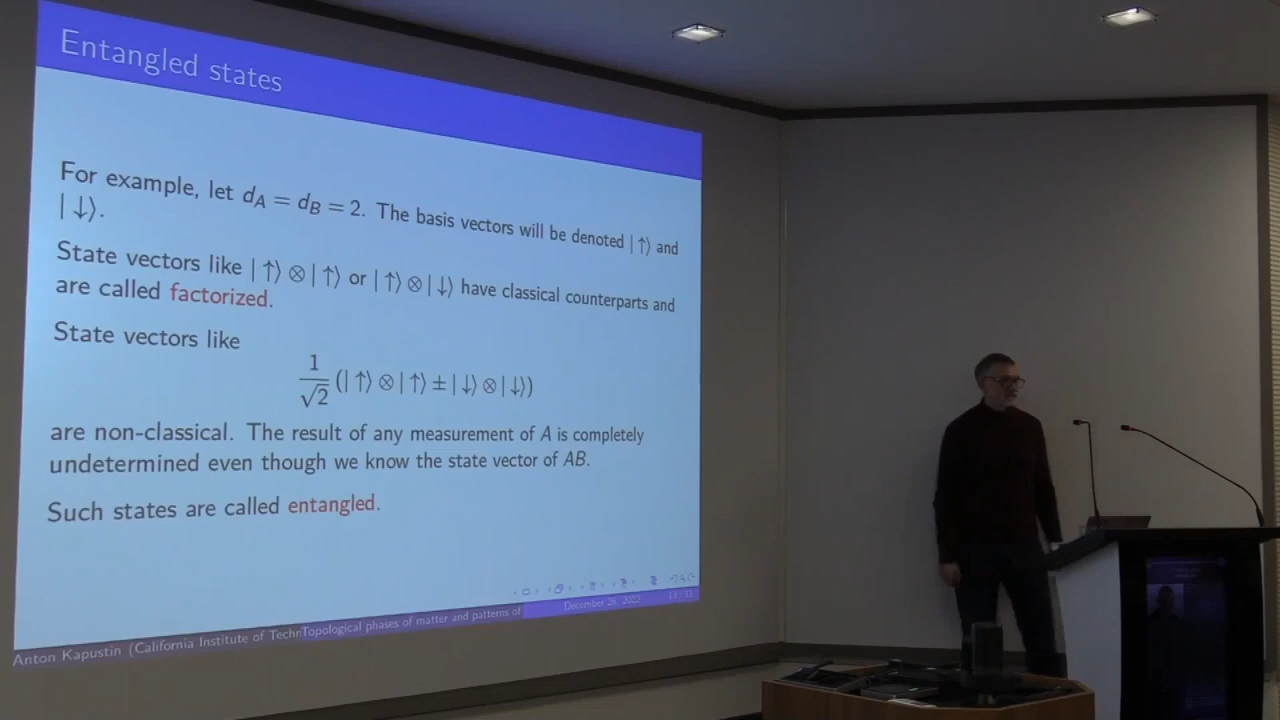 Entangled states
For example, let d_A = d_B = 2. The basis vectors will be denoted |↑⟩ and
|↓⟩.
State vectors like |↑⟩ ⊗ |↑⟩ or |↑⟩ ⊗ |↓⟩ have classical counterparts and
are called factorized.
State vectors like
1/√2 (|↑⟩ ⊗ |↑⟩ ± |↓⟩ ⊗ |↓⟩)
are non-classical. The result of any measurement of A is completely
undetermined even though we know the state vector of AB.
Such states are called entangled.
Anton Kapustin (California Institute of Techn Topological phases of matter and patterns of December 2022